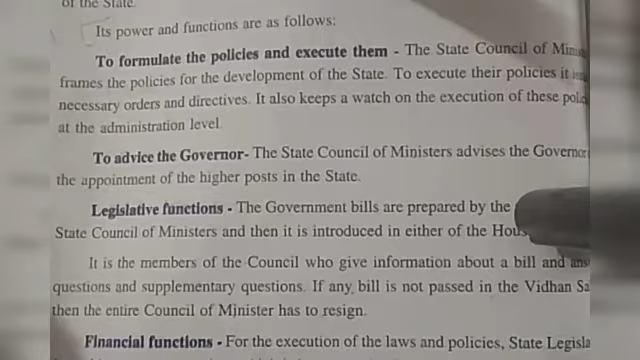 of the State.
Its power and functions are as follows:
To formulate the policies and execute them - The State Council of
frames the policies for the development of the State. To execute their policies it
necessary orders and directives. It also keeps a watch on the execution of these
at the administration level.
To advice the Governor- The State Council of Ministers advises the Governor
the appointment of the higher posts in the State.
Legislative functions - The Government bills are prepared by the
State Council of Ministers and then it is introduced in either of the
It is the members of the Council who give information about a bill and
questions and supplementary questions. If any bill is not passed in the Vidhan
then the entire Council of Minister has to resign.
Financial functions - For the execution of the laws and policies, State